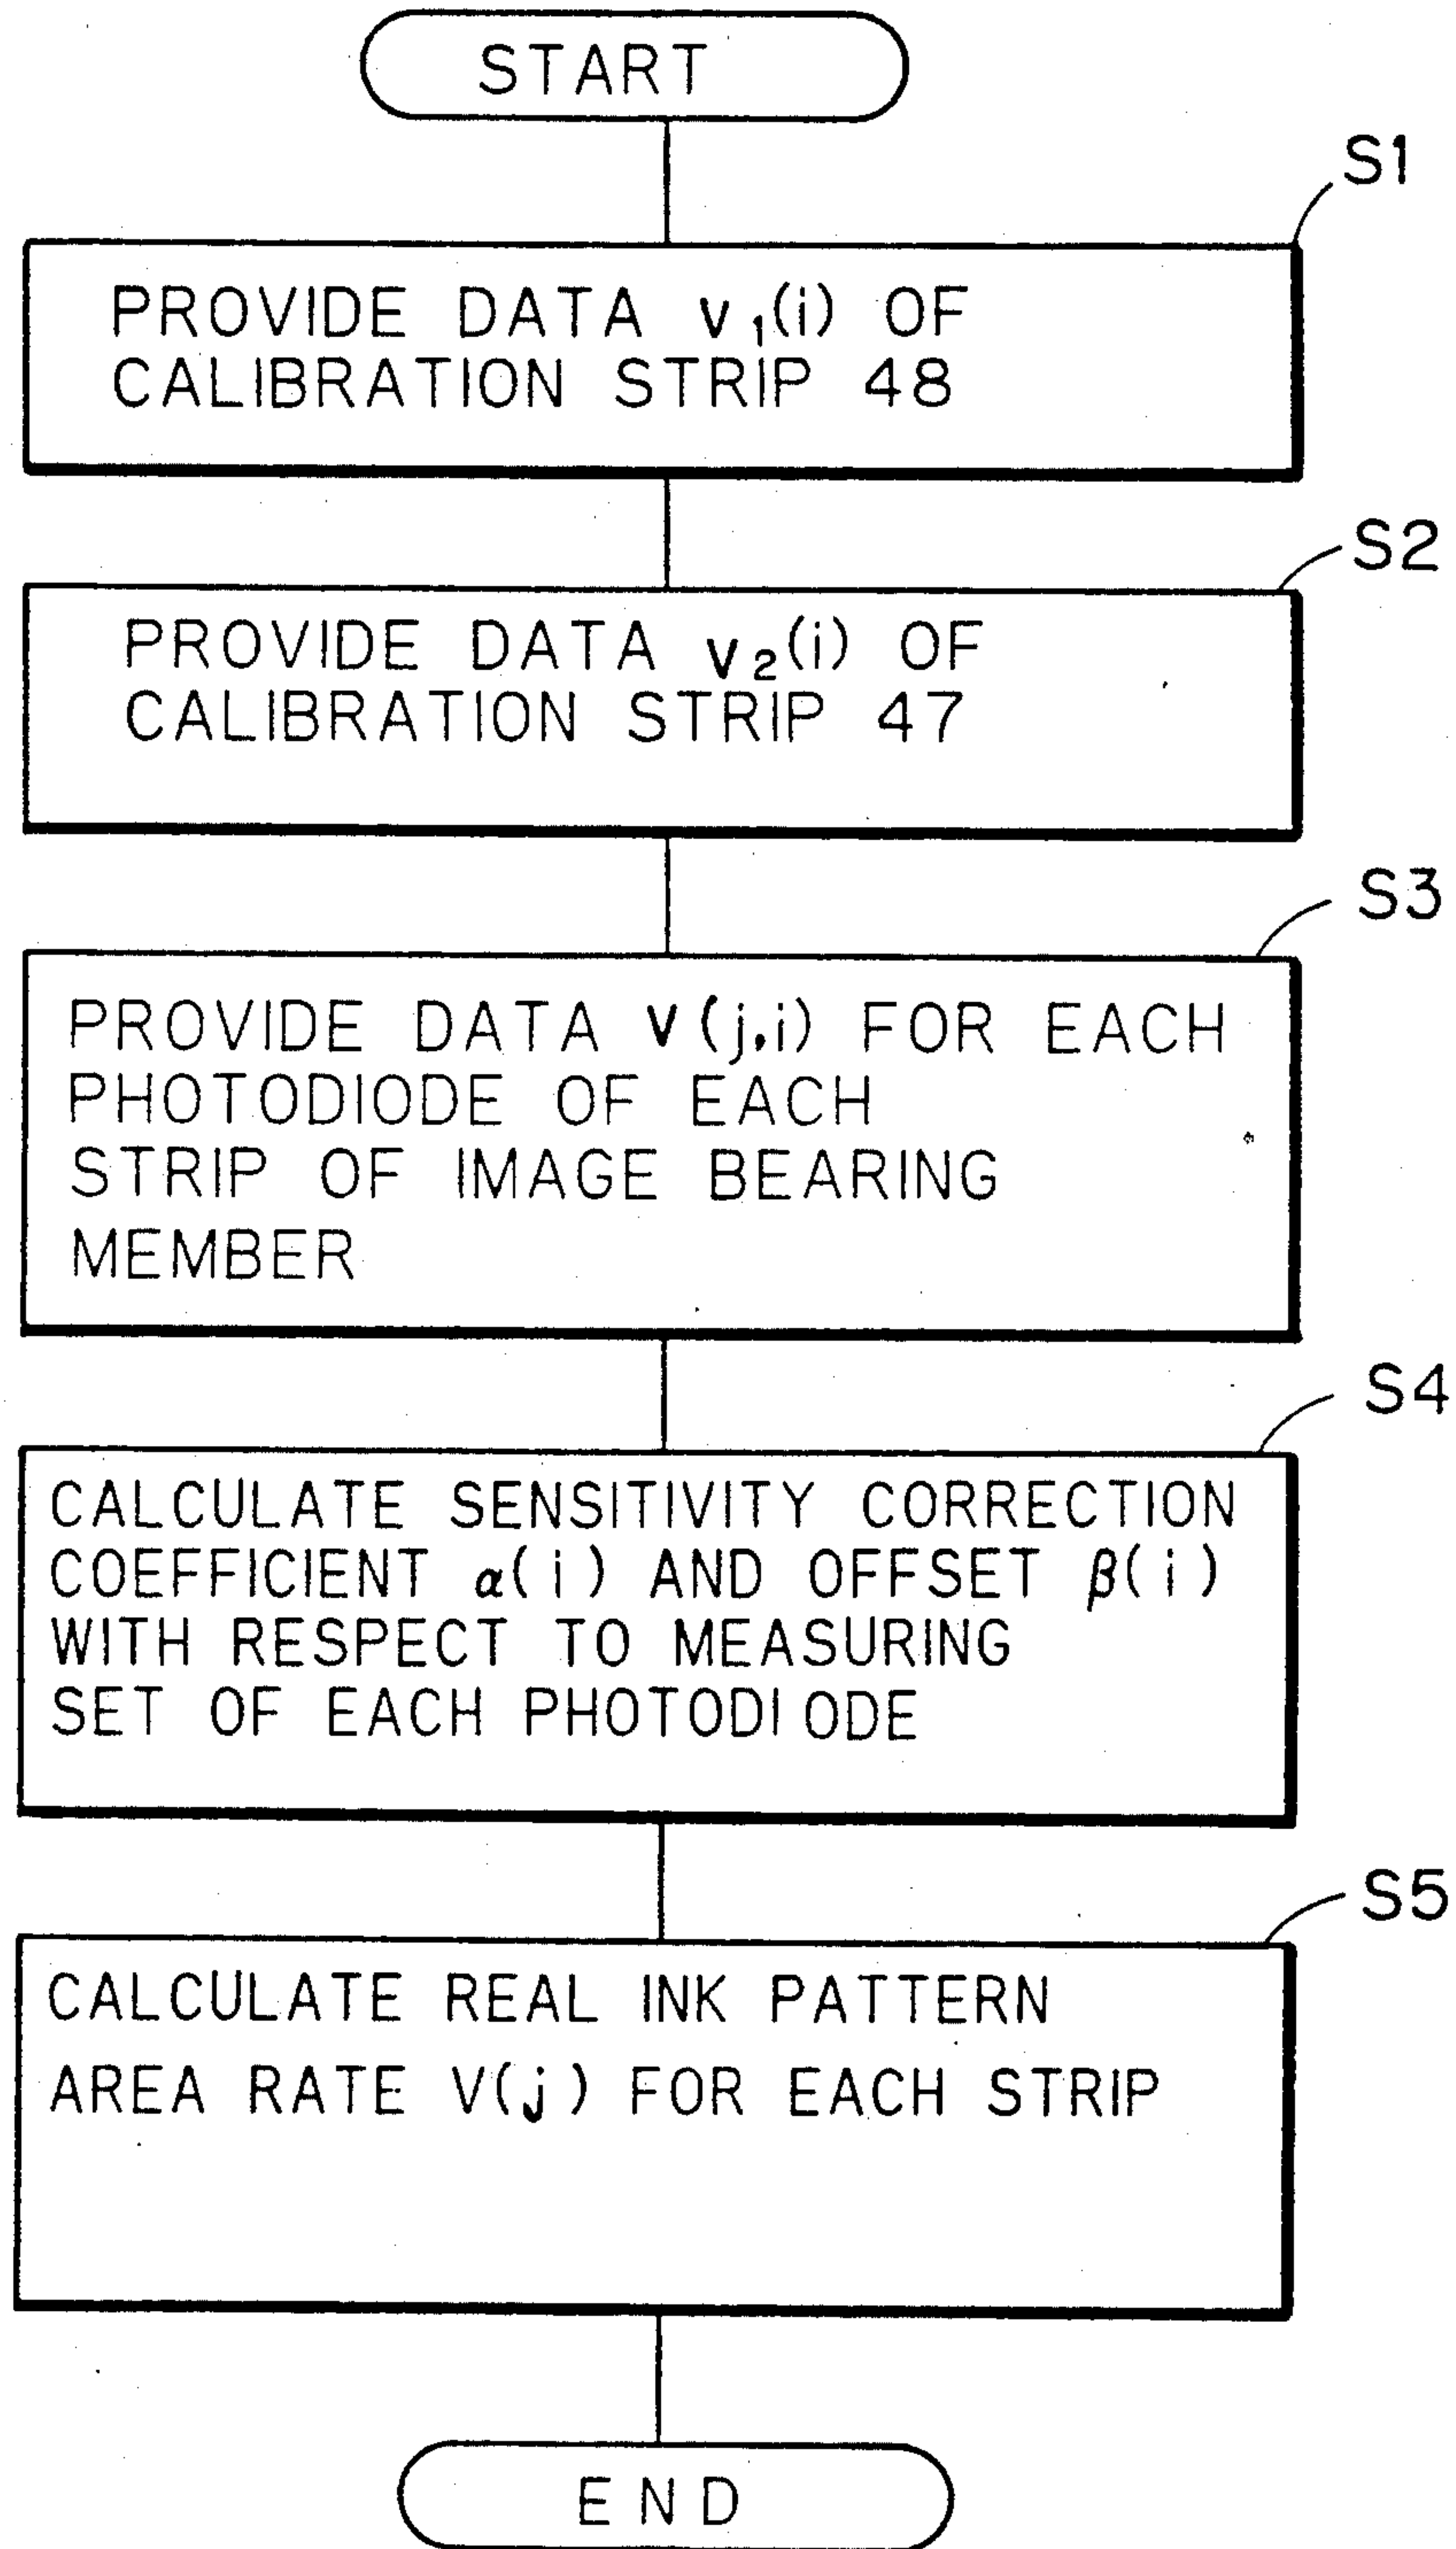 START
S1
PROVIDE DATA v₁(i) OF
CALIBRATION STRIP 48
S2
PROVIDE DATA v₂(i) OF
CALIBRATION STRIP 47
S3
PROVIDE DATA v(j,i) FOR EACH
PHOTODIODE OF EACH
STRIP OF IMAGE BEARING
MEMBER
S4
CALCULATE SENSITIVITY CORRECTION
COEFFICIENT α(i) AND OFFSET β(i)
WITH RESPECT TO MEASURING
SET OF EACH PHOTODIODE
S5
CALCULATE REAL INK PATTERN
AREA RATE V(j) FOR EACH STRIP
END